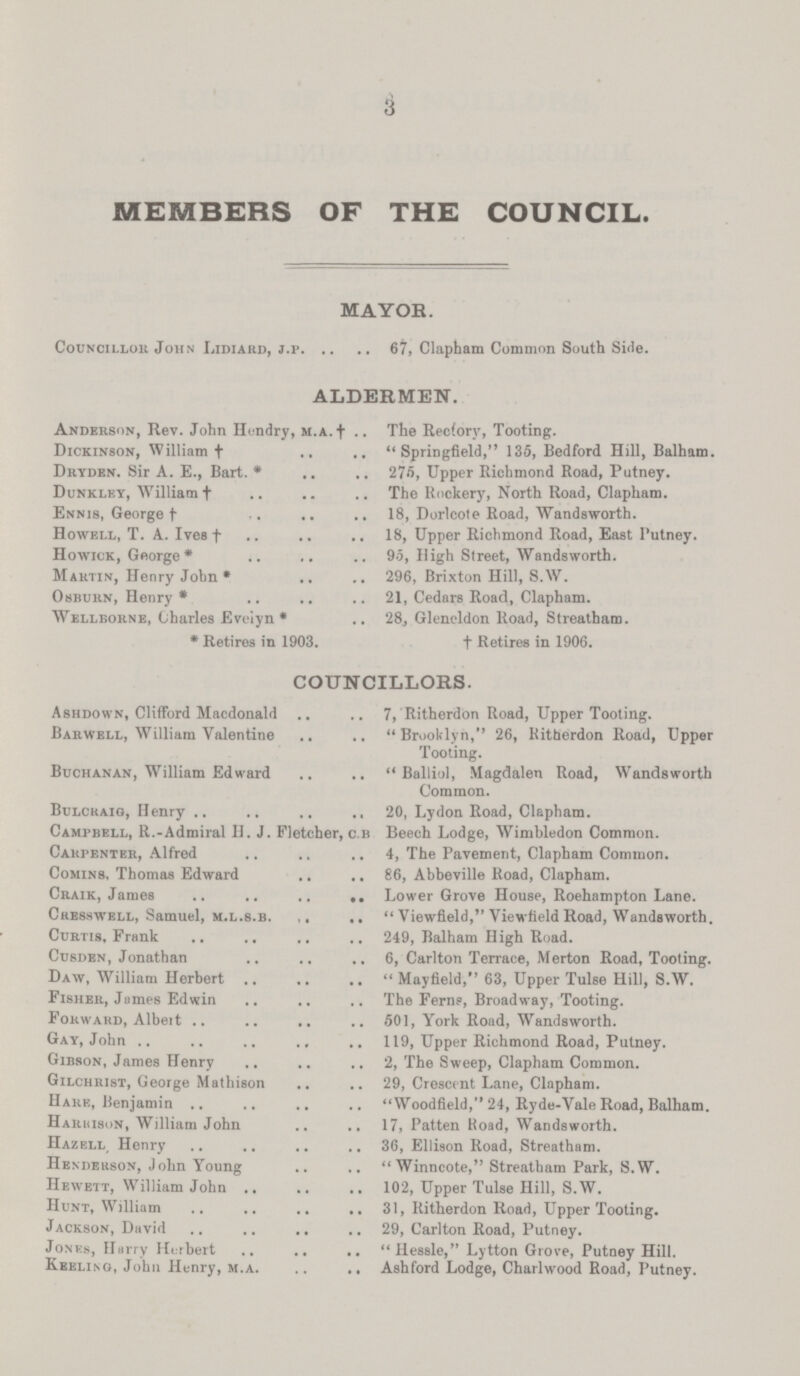 3
MEMBERS OF THE COUNCIL.
MAYOR.
COUNCILLOR JOHN LIDIARD, J.P. .. .. 67, Clapham Common South Side.
ALDERMEN.
ANDERSON, Rev. John Hendry, M.A.† .. The Rectory, Tooting.
DICKINSON, William † .. .. "Springfield," 135, Bedford Hill, Balham.
DRYDEN. Sir A. E., Bart. * .. .. 275, Upper Richmond Road, Putney.
DUNKLEY, William † .. .. .. The Rockery, North Road, Clapham.
ENNIS, George † .. .. .. 18, Dorlcote Road, Wandsworth.
HOWELL, T. A. Ives † .. .. .. 18, Upper Richmond Road, East Putney.
HOWICK, George * .. .. .. 95, High Street, Wandsworth.
MARTIN, Henry John * .. .. 296, Brixton Hill, S.W.
OSBURN, Henry * .. .. .. 21, Cedars Road, Clapham.
WELLBORNE, Charles Evelyn * .. 28, Gleneldon Road, Streatham.
* Retires in 1903. † Retires in 1906.
COUNCILLORS.
ASHDOWN, Clifford Macdonald .. .. 7, Ritherdon Road, Upper Tooting.
BARWELL, William Valentine .. .. "Brooklyn," 26, Ritherdon Road, Upper
Tooting.
BUCHANAN, William Edward .. .. "Balliol, Magdalen Road, Wandsworth
Common.
BULCRAIG, Henry .. .. .. .. 20, Lydon Road, Clapham.
CAMPBELL, R.-Admiral H. J. Fletcher, C.B Beech Lodge, Wimbledon Common.
CARPENTER, Alfred .. .. .. 4, The Pavement, Clapham Common.
COMINS. Thomas Edward .. .. 86, Abbeville Road, Clapham.
CRAIK, James .. .. .. .. Lower Grove House, Roehampton Lane.
CRESSWELL, Samuel, M.L.S.B. .. .. "Viewfield," Viewfield Road, Wandsworth.
CURTIS, Frank .. .. .. .. 249, Balham High Road.
CUSDEN, Jonathan .. .. .. 6, Carlton Terrace, Merton Road, Tooting.
DAW, William Herbert .. .. .. "Mayfield," 63, Upper Tulse Hill, S.W.
FISHER, James Edwin .. .. .. The Ferns, Broadway, Tooting.
FORWARD, Albert .. .. .. .. 501, York Road, Wandsworth.
GAY, John .. .. .. .. .. 119, Upper Richmond Road, Putney.
GIBSON, James Henry .. .. .. 2, The Sweep, Clapham Common.
GILCHRIST, George Mathison .. .. 29, Crescent Lane, Clapham.
HARE, Benjamin .. .. .. .. "Woodfield," 24, Ryde-Vale Road, Balham.
HARRISON, William John .. .. 17, Patten Road, Wandsworth.
HAZELL, Henry .. .. .. .. 36, Ellison Road, Streatham.
HENDERSON, John Young .. .. "Winncote," Streatham Park, S.W.
HEWETT, William John .. .. .. 102, Upper Tulse Hill, S.W.
HUNT, William .. .. .. .. 31, Ritherdon Road, Upper Tooting.
JACKSON, David .. .. .. .. 29, Carlton Road, Putney.
JONES, Harry Herbert .. .. .. "Hessle," Lytton Grove, Putney Hill.
KEELING, John Henry, M.A. .. .. Ashford Lodge, Charlwood Road, Putney.